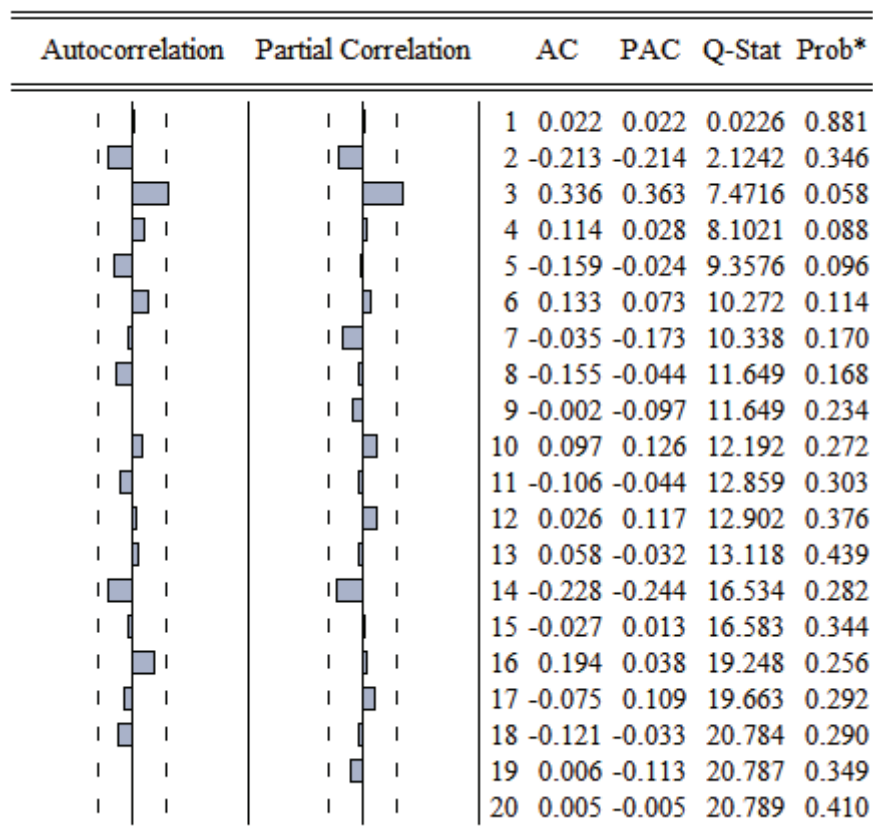 Autocorrelation Partial Correlation AC PAC Q-Stat Prob*
1 0.022 0.022 0.0226 0.881
2 -0.213 -0.214 2.1242 0.346
3 0.336 0.363 7.4716 0.058
4 0.114 0.028 8.1021 0.088
5 -0.159 -0.024 9.3576 0.096
6 0.133 0.073 10.272 0.114
7 -0.035 -0.173 10.338 0.170
8 -0.155 -0.044 11.649 0.168
9 -0.002 -0.097 11.649 0.234
10 0.097 0.126 12.192 0.272
11 -0.106 -0.044 12.859 0.303
12 0.026 0.117 12.902 0.376
13 0.058 -0.032 13.118 0.439
14 -0.228 -0.244 16.534 0.282
15 -0.027 0.013 16.583 0.344
16 0.194 0.038 19.248 0.256
17 -0.075 0.109 19.663 0.292
18 -0.121 -0.033 20.784 0.290
19 0.006 -0.113 20.787 0.349
20 0.005 -0.005 20.789 0.410